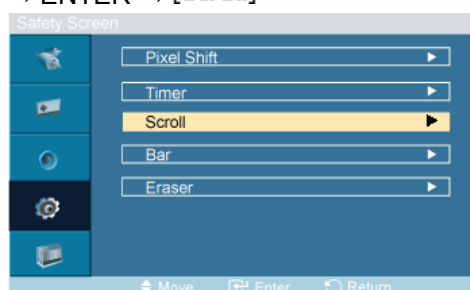 Safety Screen
Pixel Shift
Timer
Scroll
Bar
Eraser
Move Enter Return